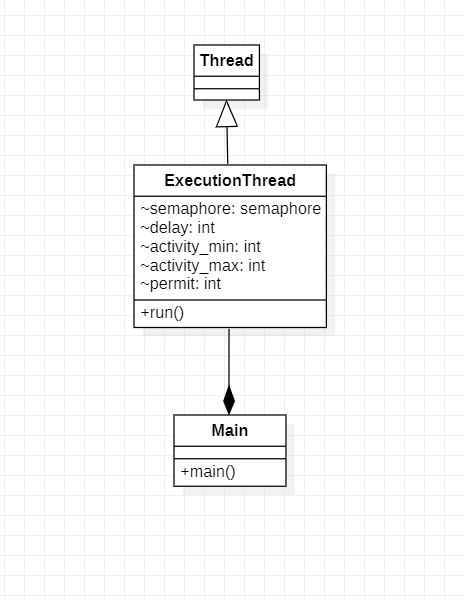 Thread
ExecutionThread
~semaphore: semaphore
~delay: int
~activity_min: int
~activity_max: int
~permit: int
+run()
Main
+main()